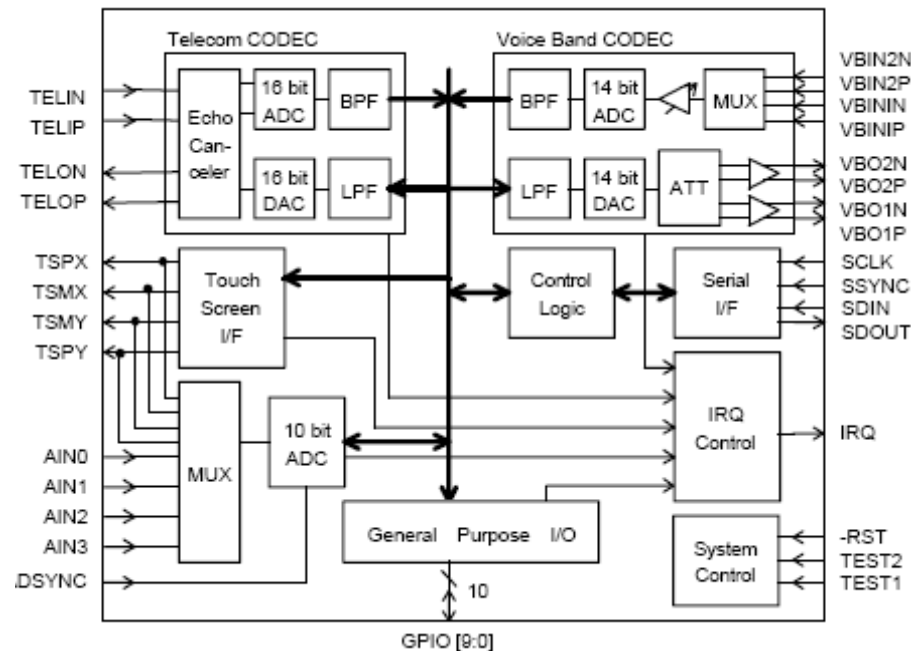 Telecom CODEC
Voice Band CODEC
TELIN
TELIP
TELON
TELOP
Echo
Can-
celer
16 bit
ADC
BPF
16 bit
DAC
LPF
BPF
14 bit
ADC
MUX
LPF
14 bit
DAC
ATT
VBIN2N
VBIN2P
VBININ
VBINIP
VBO2N
VBO2P
VBO1N
VBO1P
TSPX
TSMX
TSMY
TSPY
Touch
Screen
I/F
Control
Logic
Serial
I/F
SCLK
SSYNC
SDIN
SDOUT
AIN0
AIN1
AIN2
AIN3
MUX
10 bit
ADC
IRQ
Control
IRQ
General Purpose I/O
System
Control
-RST
TEST2
TEST1
ADSYNC
10
GPIO [9:0]